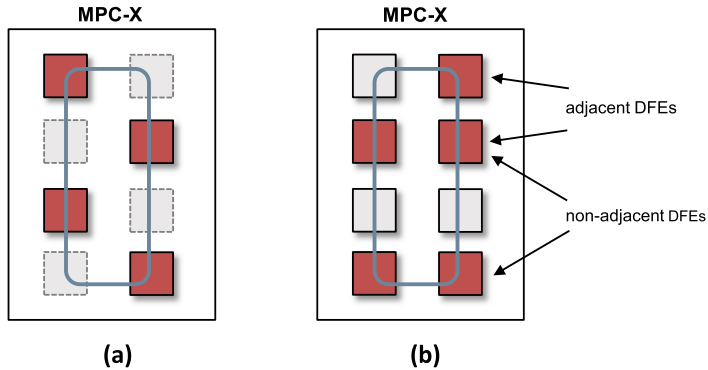 MPC-X
MPC-X
adjacent DFEs
non-adjacent DFEs
(a)
(b)